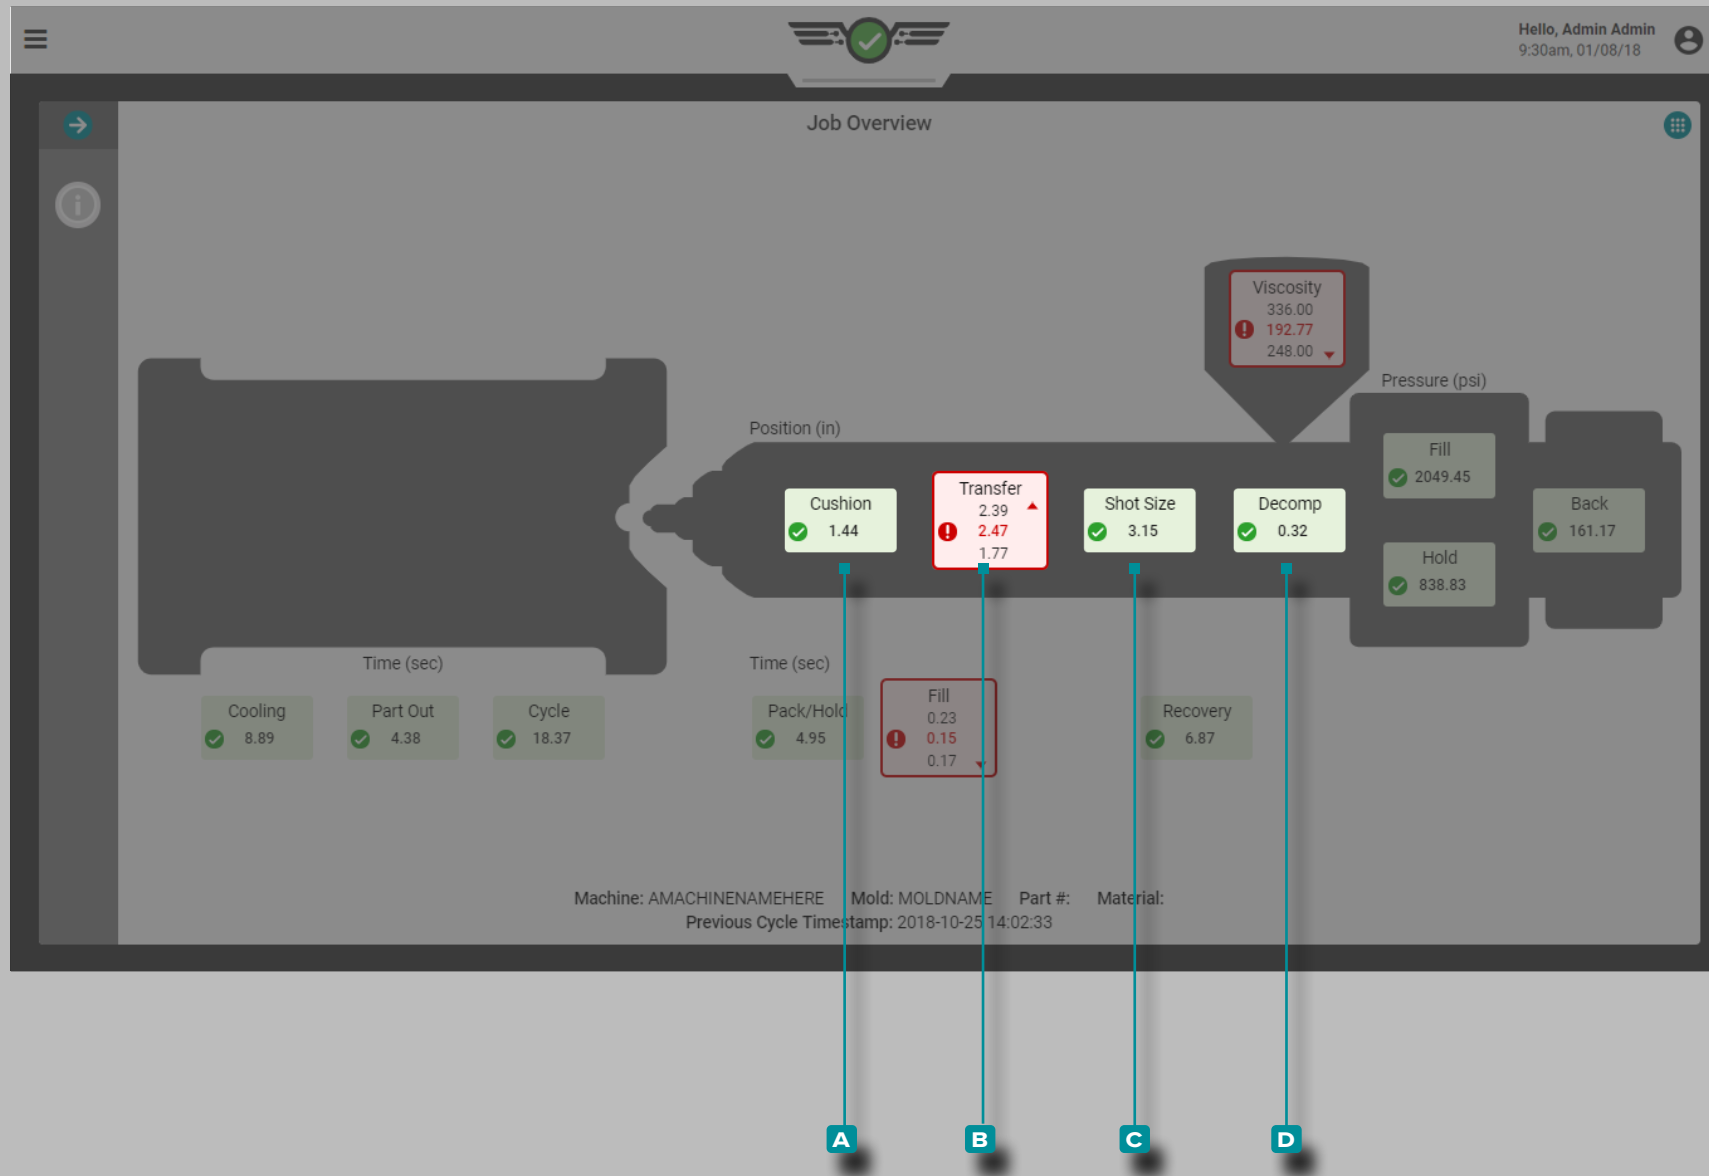 Hello, Admin Admin
9:30am, 01/08/18
Job Overview
Viscosity
336.00
192.77
248.00
Pressure (psi)
Position (in)
Fill
2049.45
Cushion
1.44
Transfer
2.39
2.47
1.77
Shot Size
3.15
Decomp
0.32
Back
161.17
Hold
838.83
Time (sec)
Time (sec)
Cooling
8.89
Part Out
4.38
Cycle
18.37
Pack/Hold
4.95
Fill
0.23
0.15
0.17
Recovery
6.87
Machine: AMACHINENAMEHERE Mold: MOLDNAME Part #: Material:
Previous Cycle Timestamp: 2018-10-25 14:02:33
A B C D